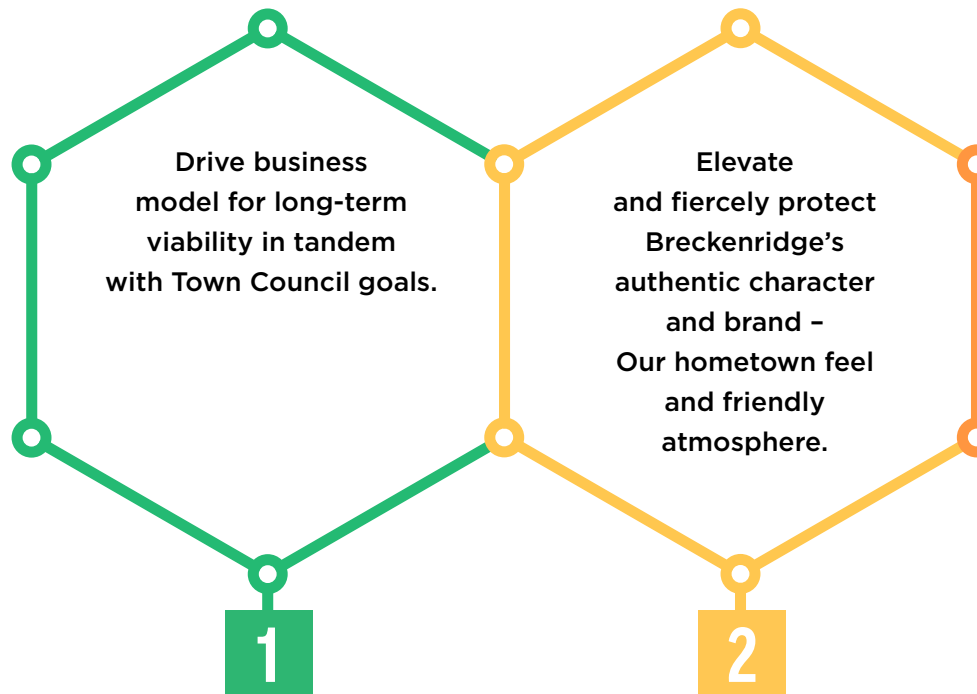 Drive business
model for long-term
viability in tandem
with Town Council goals.
1
Elevate
and fiercely protect
Breckenridge’s
authentic character
and brand –
Our hometown feel
and friendly
atmosphere.
2